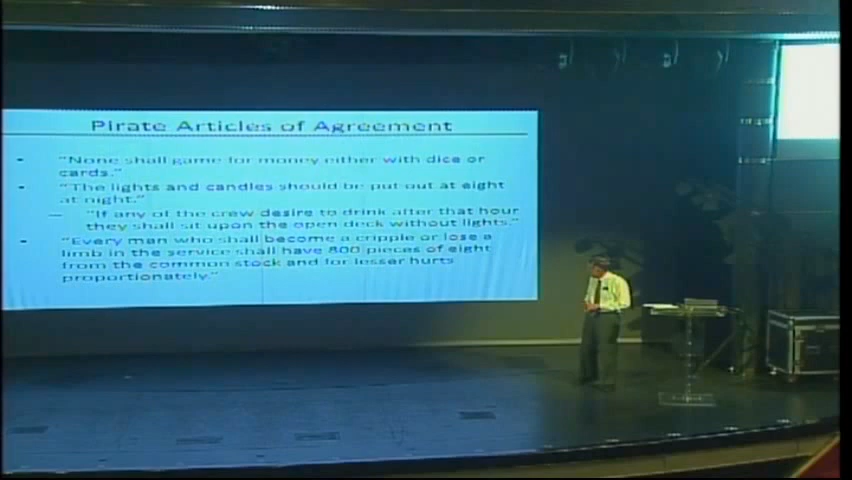 Pirate Articles of Agreement
• "None shall game for money either with dice or
cards."
• "The lights and candles should be put out at eight
at night."
— "If any of the crew desire to drink after that hour
they shall sit upon the open deck without lights."
• "Every man who shall become a cripple or lose a
limb in the service shall have 800 pieces of eight
from the common stock and for lesser hurts
proportionately."